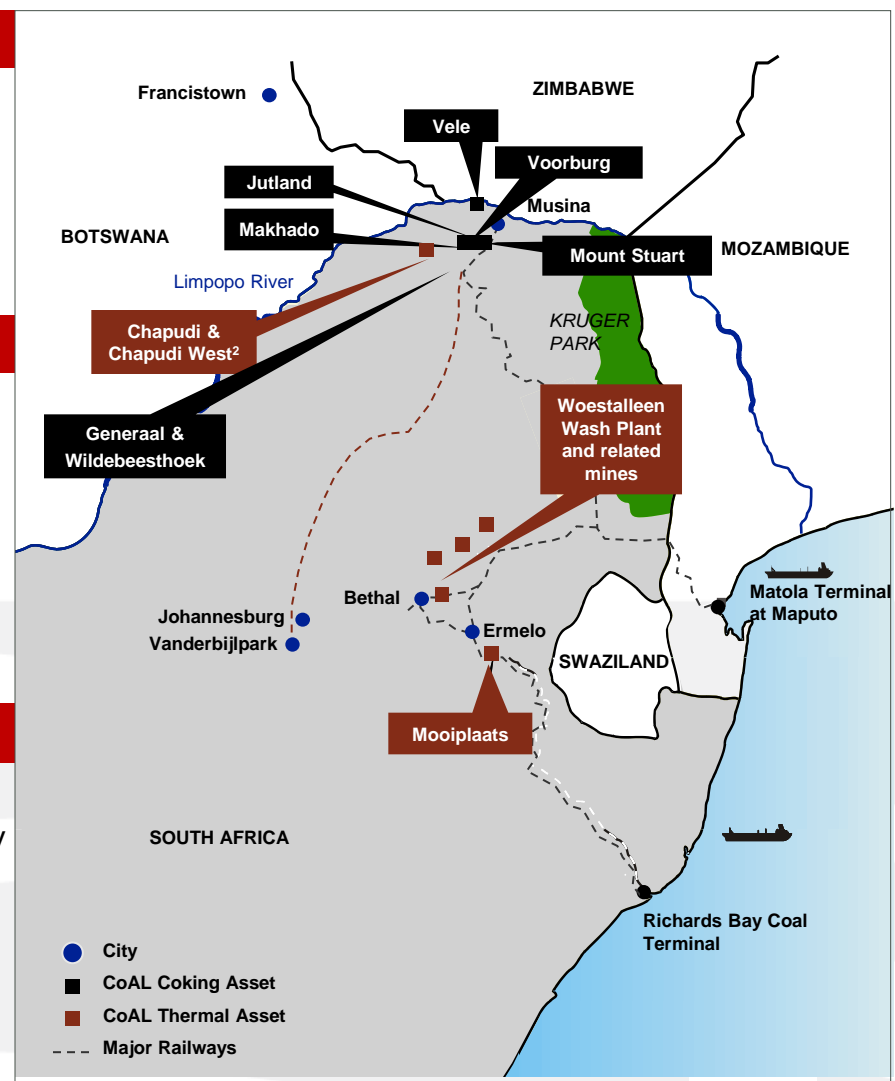 ZIMBABWE
Francistown
Vele
Voorburg
Jutland
Musina
Makhado
BOTSWANA
Mount Stuart
MOZAMBIQUE
Limpopo River
Chapudi &
Chapudi West²
KRUGER
PARK
Woestalleen
Wash Plant
and related
mines
Generaal &
Wildebeesthoek
Matola Terminal
at Maputo
Bethal
Johannesburg
Vanderbijlpark
Ermelo
SWAZILAND
Mooiplaats
SOUTH AFRICA
Richards Bay Coal
Terminal
City
CoAL Coking Asset
CoAL Thermal Asset
Major Railways